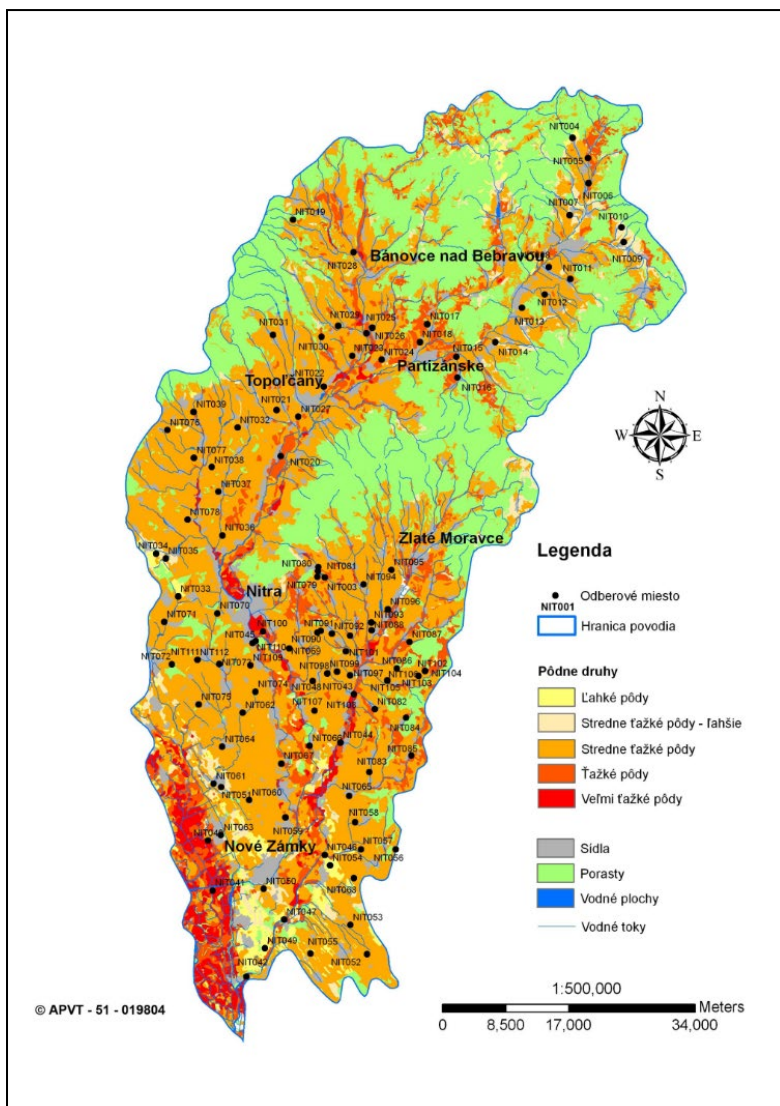 NIT004
NIT005
NIT006
NIT007
NIT010
NIT009
NIT019
NIT028
Bánovce nad Bebravou
NIT011
NIT012
NIT013
NIT029
NIT025
NIT017
NIT031
NIT026
NIT018
NIT030
NIT014
NIT023
NIT024
NIT015
Partizánske
NIT022
Topoľčany
NIT016
NIT039
NIT021
NIT027
NIT076
NIT032
NIT077
NIT020
NIT038
NIT037
NIT078
NIT036
Zlaté Moravce
NIT034
NIT035
NIT080
NIT081
NIT095
NIT094
NIT079
NIT003
Nitra
NIT033
NIT070
NIT096
NIT071
NIT093
NIT100
NIT091
NIT092
NIT088
NIT045
NIT090
NIT087
NIT110
NIT069
NIT101
NIT072
NIT111
NIT112
NIT073
NIT109
NIT086
NIT102
NIT098
NIT099
NIT097
NIT104
NIT103
NIT074
NIT048
NIT043
NIT105
NIT075
NIT062
NIT107
NIT108
NIT082
NIT084
NIT064
NIT044
NIT067
NIT083
NIT085
NIT061
NIT051
NIT060
NIT065
NIT058
NIT059
NIT063
Nové Zámky
NIT057
NIT046
NIT054
NIT056
NIT041
NIT050
NIT068
NIT047
NIT053
NIT049
NIT055
NIT042
NIT052
N
W
E
S
Legenda
Odberové miesto
NIT001
Hranica povodia
Pôdne druhy
Ľahké pôdy
Stredne ťažké pôdy - ľahšie
Stredne ťažké pôdy
Ťažké pôdy
Veľmi ťažké pôdy
Sídla
Porasty
Vodné plochy
Vodné toky
1:500,000
Meters
0 8,500 17,000 34,000
© APVT - 51 - 019804